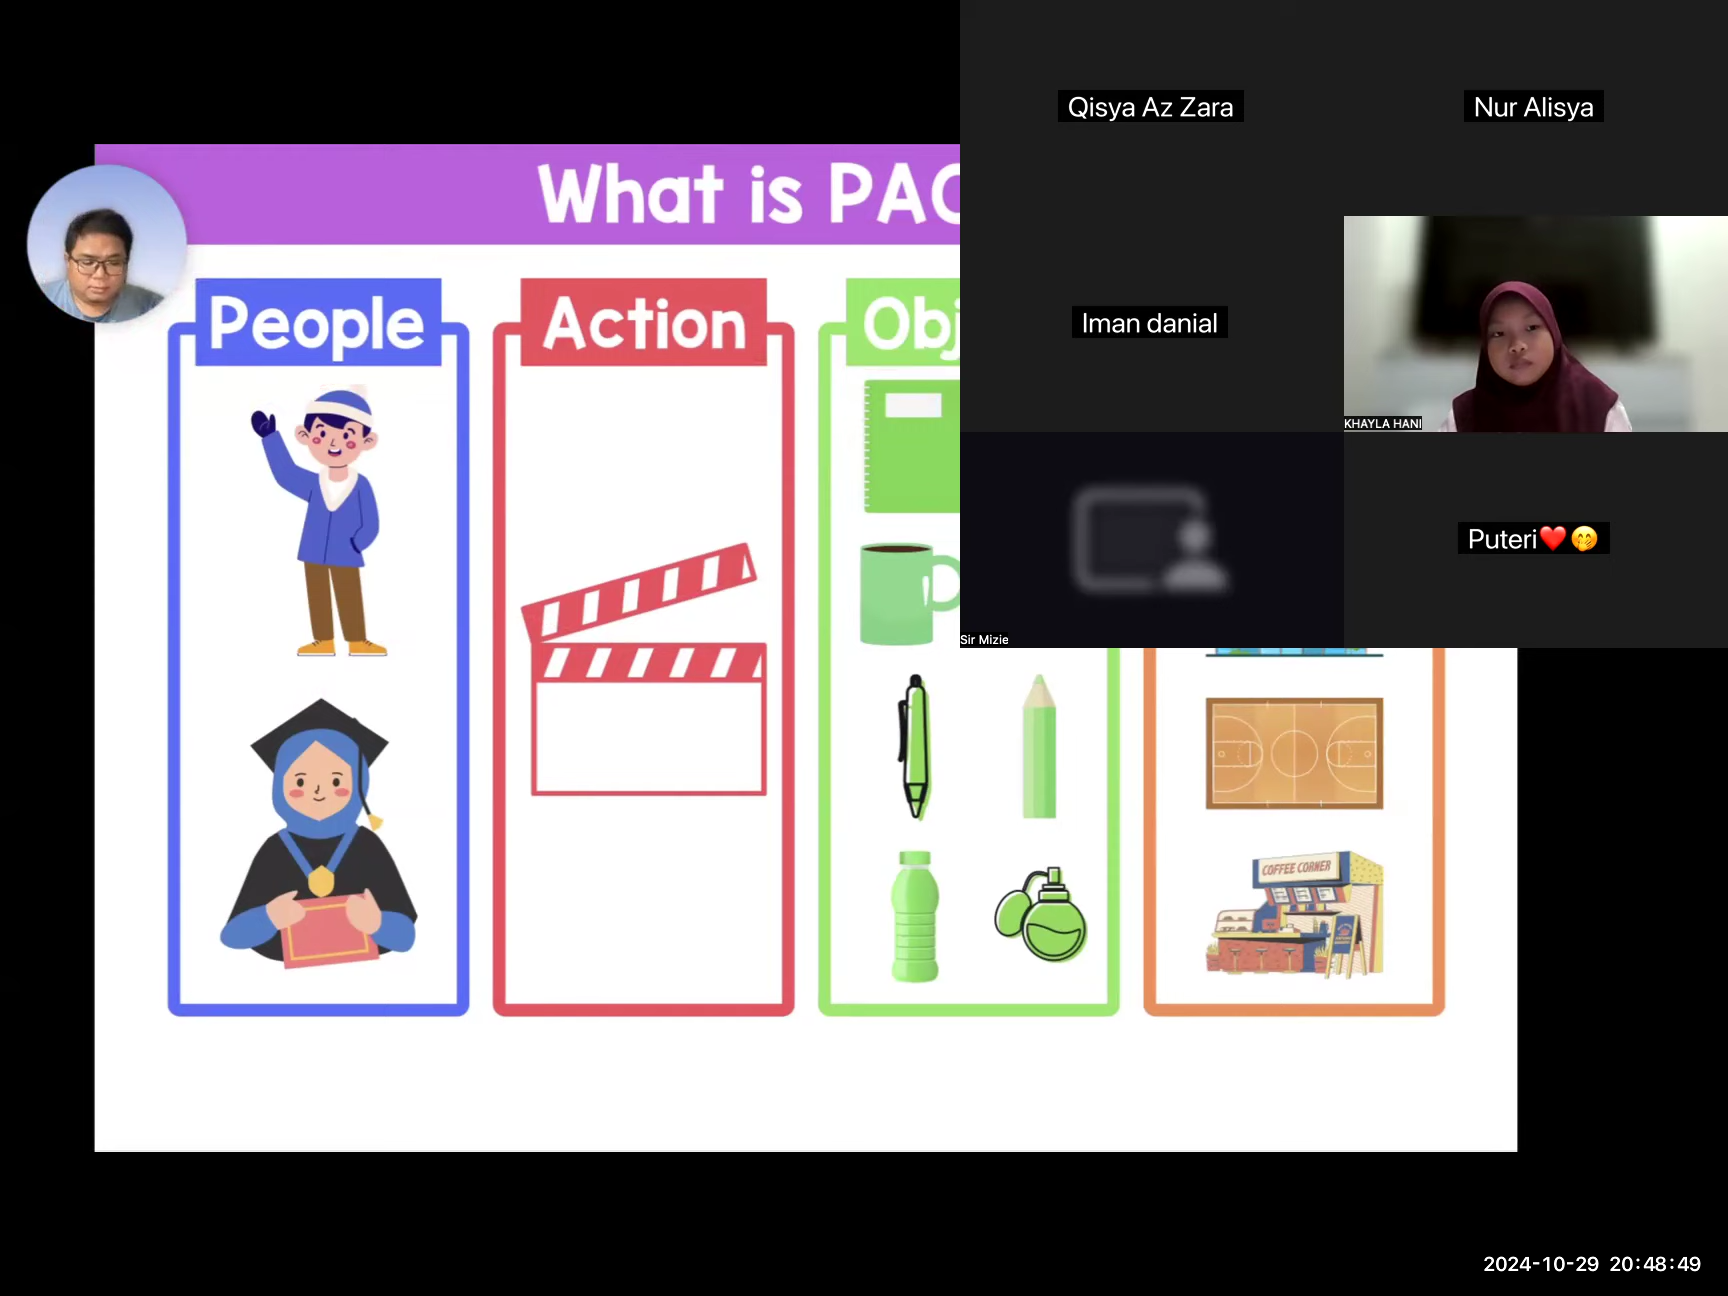 Qisya Az Zara
Nur Alisya
What is PAC
People
Action
Obj
Iman danial
KHAYLA HANI
Puteri❤️🤭
Sir Mizie
COFFEE CORNER
2024-10-29 20:48:49